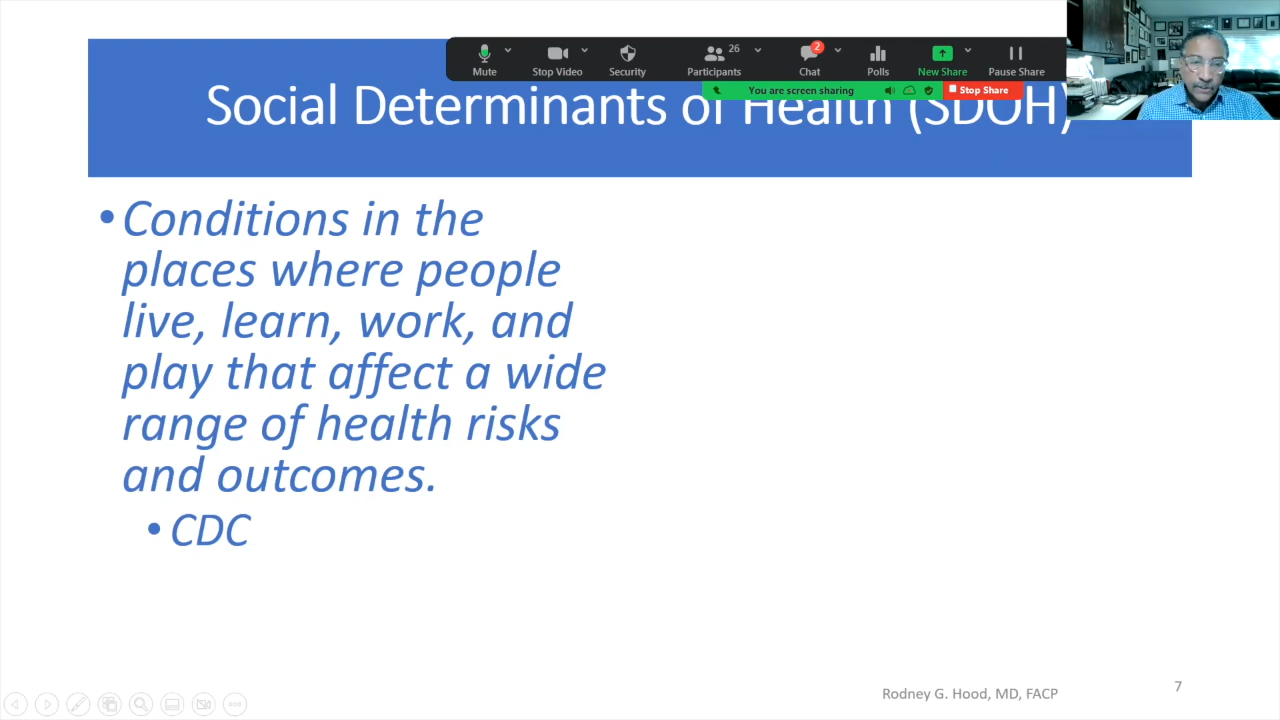 26
2
Mute
Stop Video
Security
Participants
Chat
Polls
New Share
Pause Share
You are screen sharing
Stop Share
Social Determinants of Health (SDOH)
•Conditions in the
places where people
live, learn, work, and
play that affect a wide
range of health risks
and outcomes.
• CDC
Rodney G. Hood, MD, FACP
7